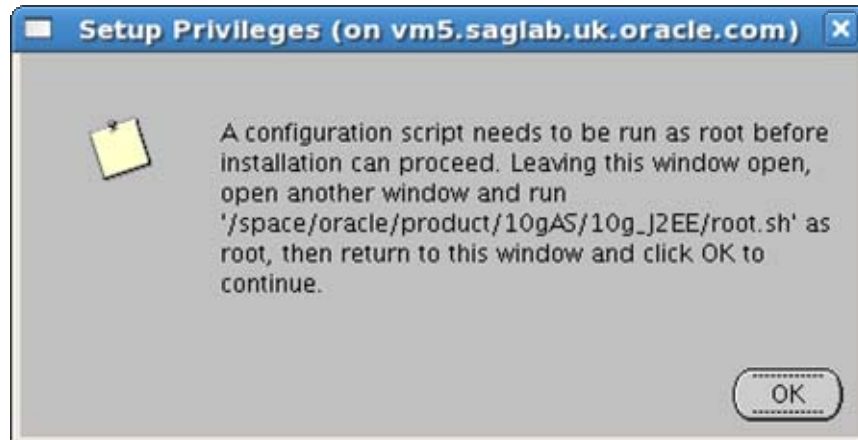 Setup Privileges (on vm5.saglab.uk.oracle.com)
A configuration script needs to be run as root before
installation can proceed. Leaving this window open,
open another window and run
'/space/oracle/product/10gAS/10g_J2EE/root.sh' as
root, then return to this window and click OK to
continue.
OK